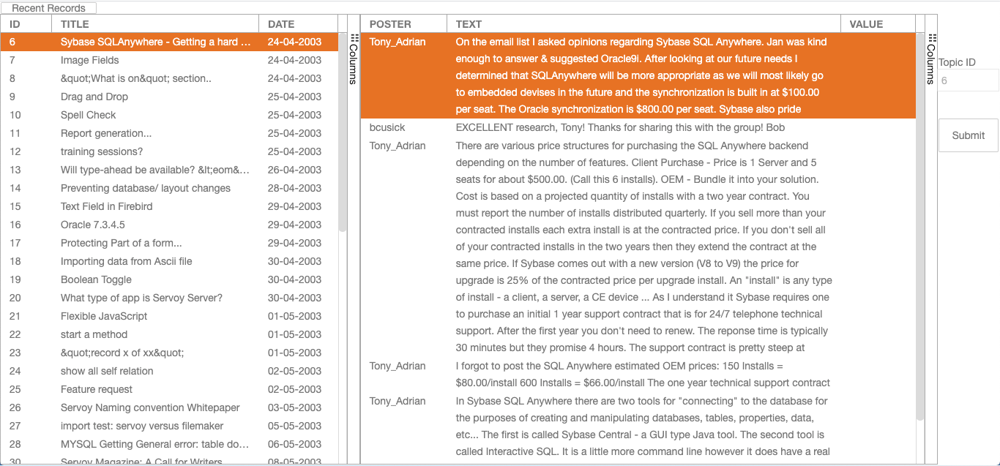 Recent Records
ID TITLE DATE
6 Sybase SQLAnywhere - Getting a hard ... 24-04-2003
7 Image Fields 24-04-2003
8 &quot;What is on&quot; section.. 24-04-2003
9 Drag and Drop 25-04-2003
10 Spell Check 25-04-2003
11 Report generation... 25-04-2003
12 training sessions? 25-04-2003
13 Will type-ahead be available? &lt;eom&... 26-04-2003
14 Preventing database/ layout changes 28-04-2003
15 Text Field in Firebird 29-04-2003
16 Oracle 7.3.4.5 29-04-2003
17 Protecting Part of a form... 29-04-2003
18 Importing data from Ascii file 30-04-2003
19 Boolean Toggle 30-04-2003
20 What type of app is Servoy Server? 30-04-2003
21 Flexible JavaScript 01-05-2003
22 start a method 01-05-2003
23 &quot;record x of xx&quot; 01-05-2003
24 show all self relation 02-05-2003
25 Feature request 02-05-2003
26 Servoy Naming convention Whitepaper 03-05-2003
27 import test: servoy versus filemaker 05-05-2003
28 MYSQL Getting General error: table do... 06-05-2003
30 Servoy Magazine: A Call for Writers 08-05-2003
Columns
POSTER TEXT VALUE
Tony_Adrian On the email list I asked opinions regarding Sybase SQL Anywhere. Jan was kind
enough to answer & suggested Oracle9I. After looking at our future needs I
determined that SQLAnywhere will be more appropriate as we will most likely go
to embedded devises in the future and the synchronization is built in at $100.00
per seat. The Oracle synchronization is $800.00 per seat. Sybase also pride
bcusick EXCELLENT research, Tony! Thanks for sharing this with the group! Bob
Tony_Adrian There are various price structures for purchasing the SQL Anywhere backend
depending on the number of features. Client Purchase - Price is 1 Server and 5
seats for about $500.00. (Call this 6 installs). OEM - Bundle it into your solution.
Cost is based on a projected quantity of installs with a two year contract. You
must report the number of installs distributed quarterly. If you sell more than your
contracted installs each extra install is at the contracted price. If you don't sell all
of your contracted installs in the two years then they extend the contract at the
same price. If Sybase comes out with a new version (V8 to V9) the price for
upgrade is 25% of the contracted price per upgrade install. An "install" is any type
of install - a client, a server, a CE device ... As I understand it Sybase requires one
to purchase an initial 1 year support contract that is for 24/7 telephone technical
support. After the first year you don't need to renew. The reponse time is typically
30 minutes but they promise 4 hours. The support contract is pretty steep at
Tony_Adrian I forgot to post the SQL Anywhere estimated OEM prices: 150 Installs =
$80.00/install 600 Installs = $66.00/install The one year technical support contract
Tony_Adrian In Sybase SQL Anywhere there are two tools for "connecting" to the database for
the purposes of creating and manipulating databases, tables, properties, data,
etc... The first is called Sybase Central - a GUI type Java tool. The second tool is
called Interactive SQL. It is a little more command line however it does have a real
Columns
Topic ID
6
Submit